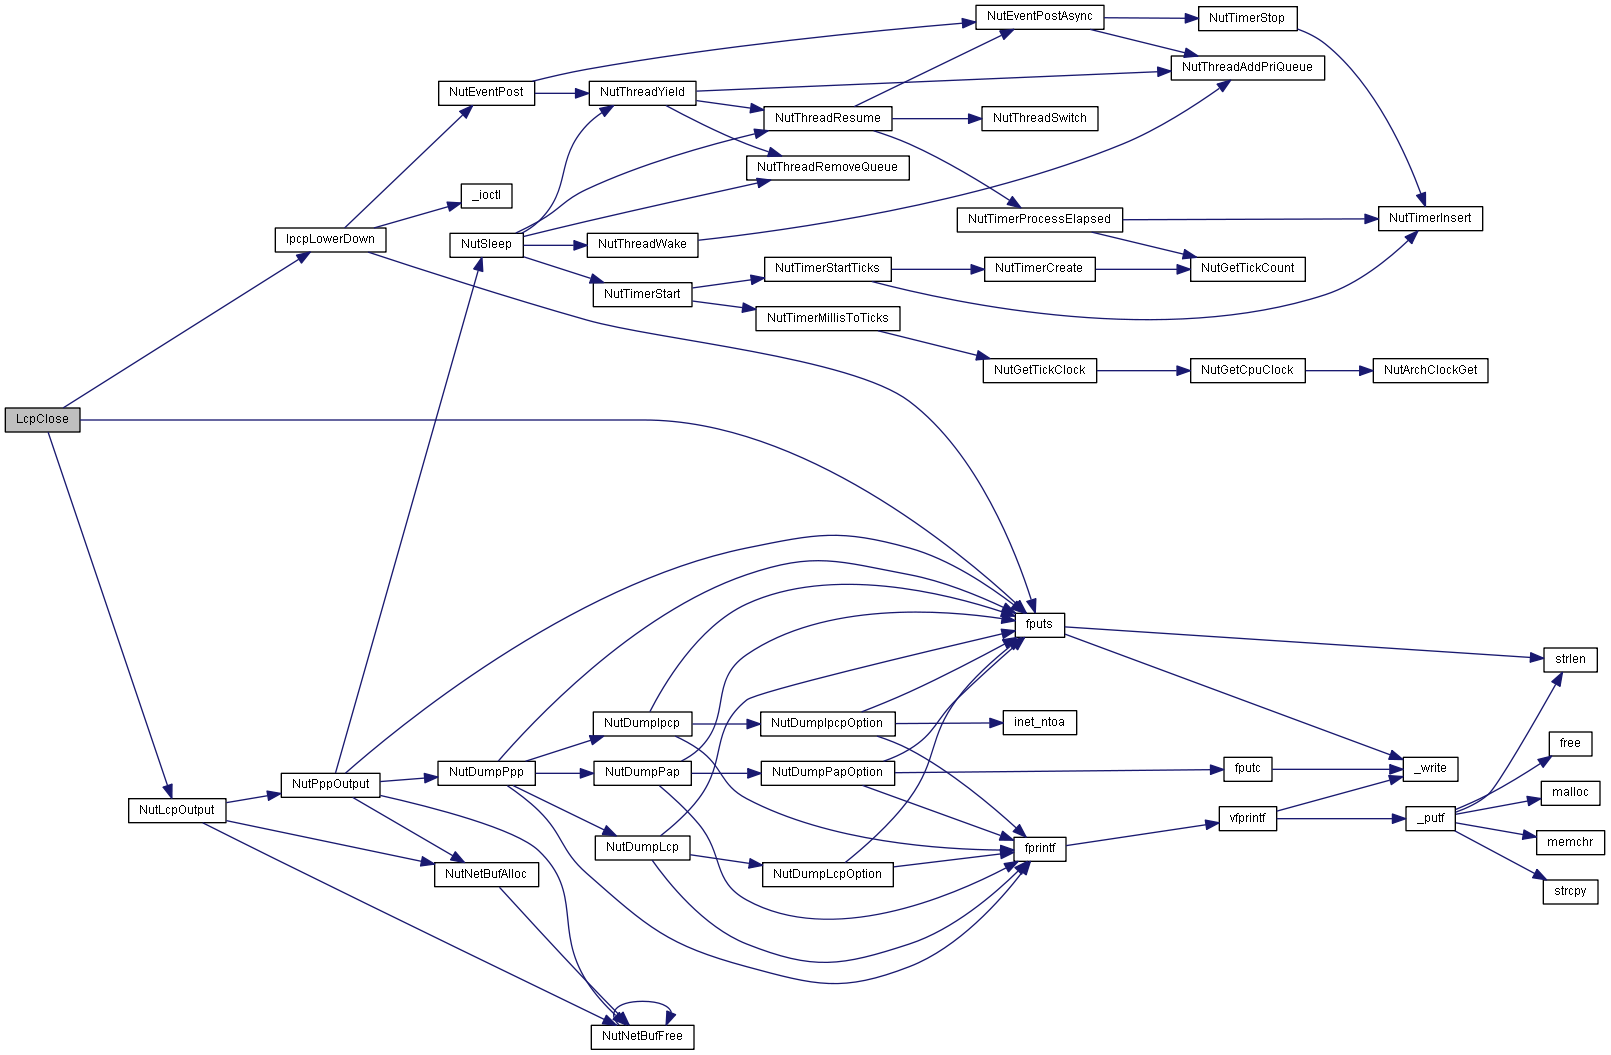 NutEventPostAsync
NutTimerStop
NutThreadAddPriQueue
NutEventPost
NutThreadYield
NutThreadResume
NutThreadSwitch
NutThreadRemoveQueue
_ioctl
NutTimerProcessElapsed
NutTimerInsert
IpcpLowerDown
NutSleep
NutThreadWake
NutTimerStartTicks
NutTimerCreate
NutGetTickCount
NutTimerStart
NutTimerMillisToTicks
NutGetTickClock
NutGetCpuClock
NutArchClockGet
LcpClose
fputs
strlen
NutDumpIpcp
NutDumpIpcpOption
inet_ntoa
free
NutDumpPpp
NutDumpPap
NutDumpPapOption
fputc
_write
NutPppOutput
malloc
NutLcpOutput
vfprintf
_putf
NutDumpLcp
fprintf
memchr
NutNetBufAlloc
NutDumpLcpOption
strcpy
NutNetBufFree